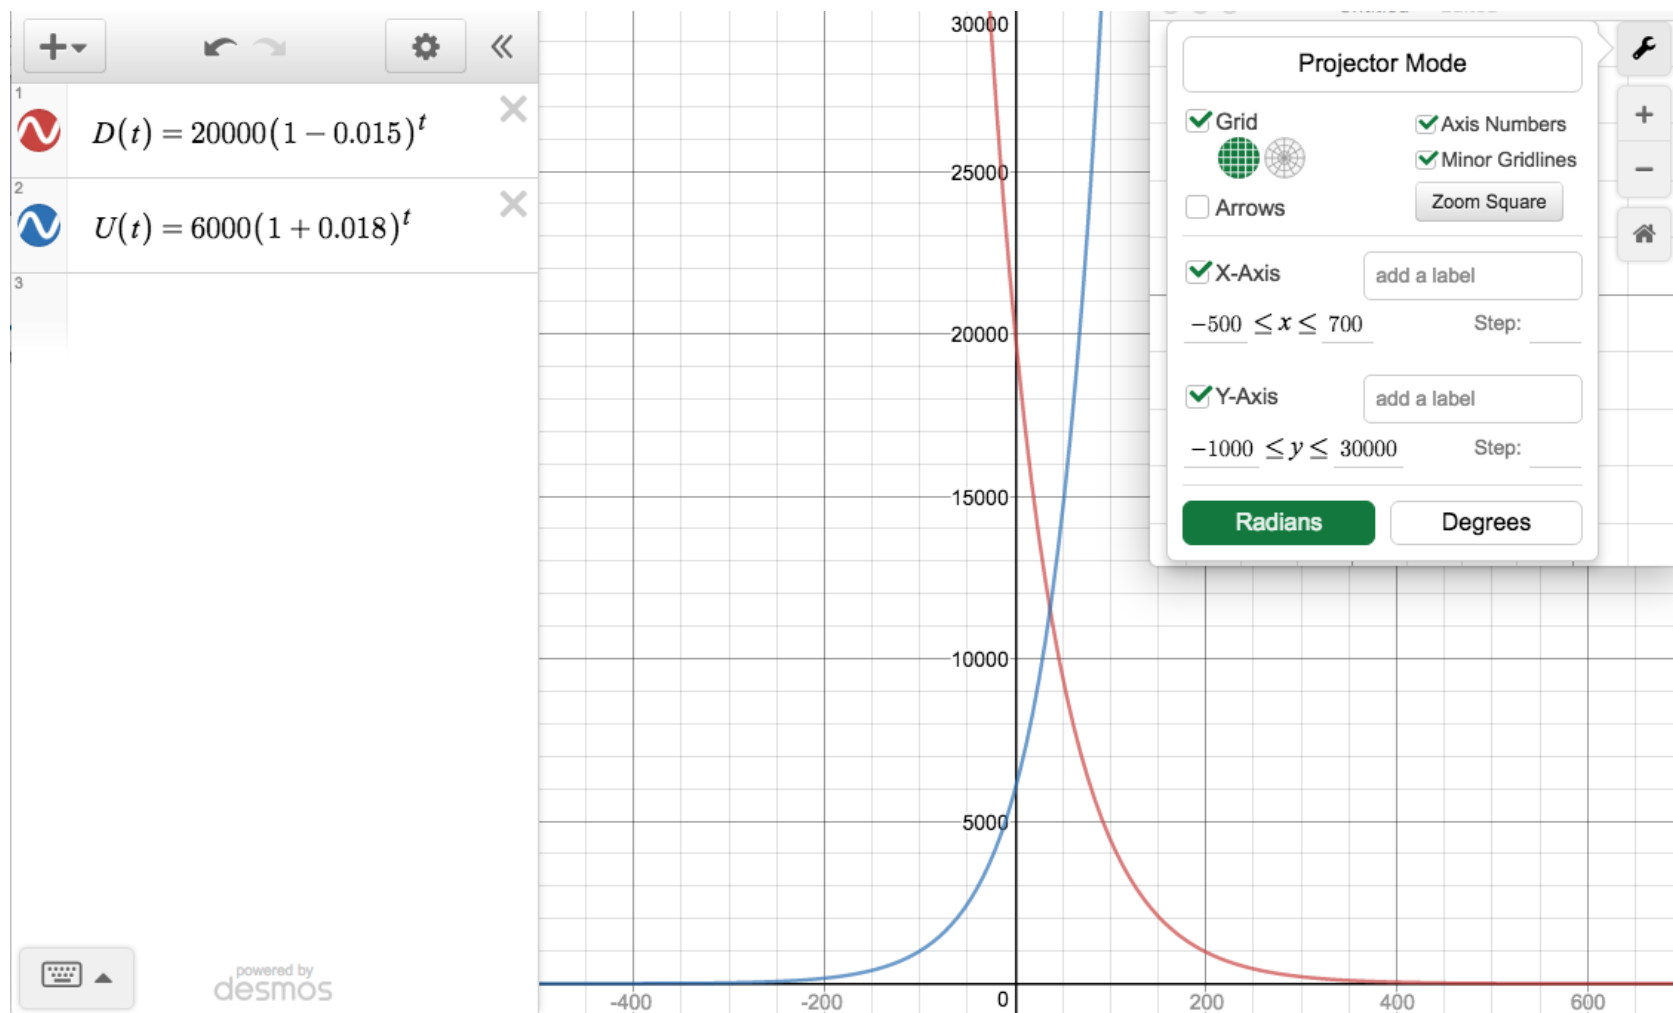 1
D(t) = 20000(1 − 0.015)^t
2
U(t) = 6000(1 + 0.018)^t
3
powered by
desmos
30000
25000
20000
15000
10000
5000
0
-400
-200
200
400
600
Projector Mode
Grid
Axis Numbers
Minor Gridlines
Arrows
Zoom Square
X-Axis
add a label
−500 ≤ x ≤ 700
Step:
Y-Axis
add a label
−1000 ≤ y ≤ 30000
Step:
Radians
Degrees